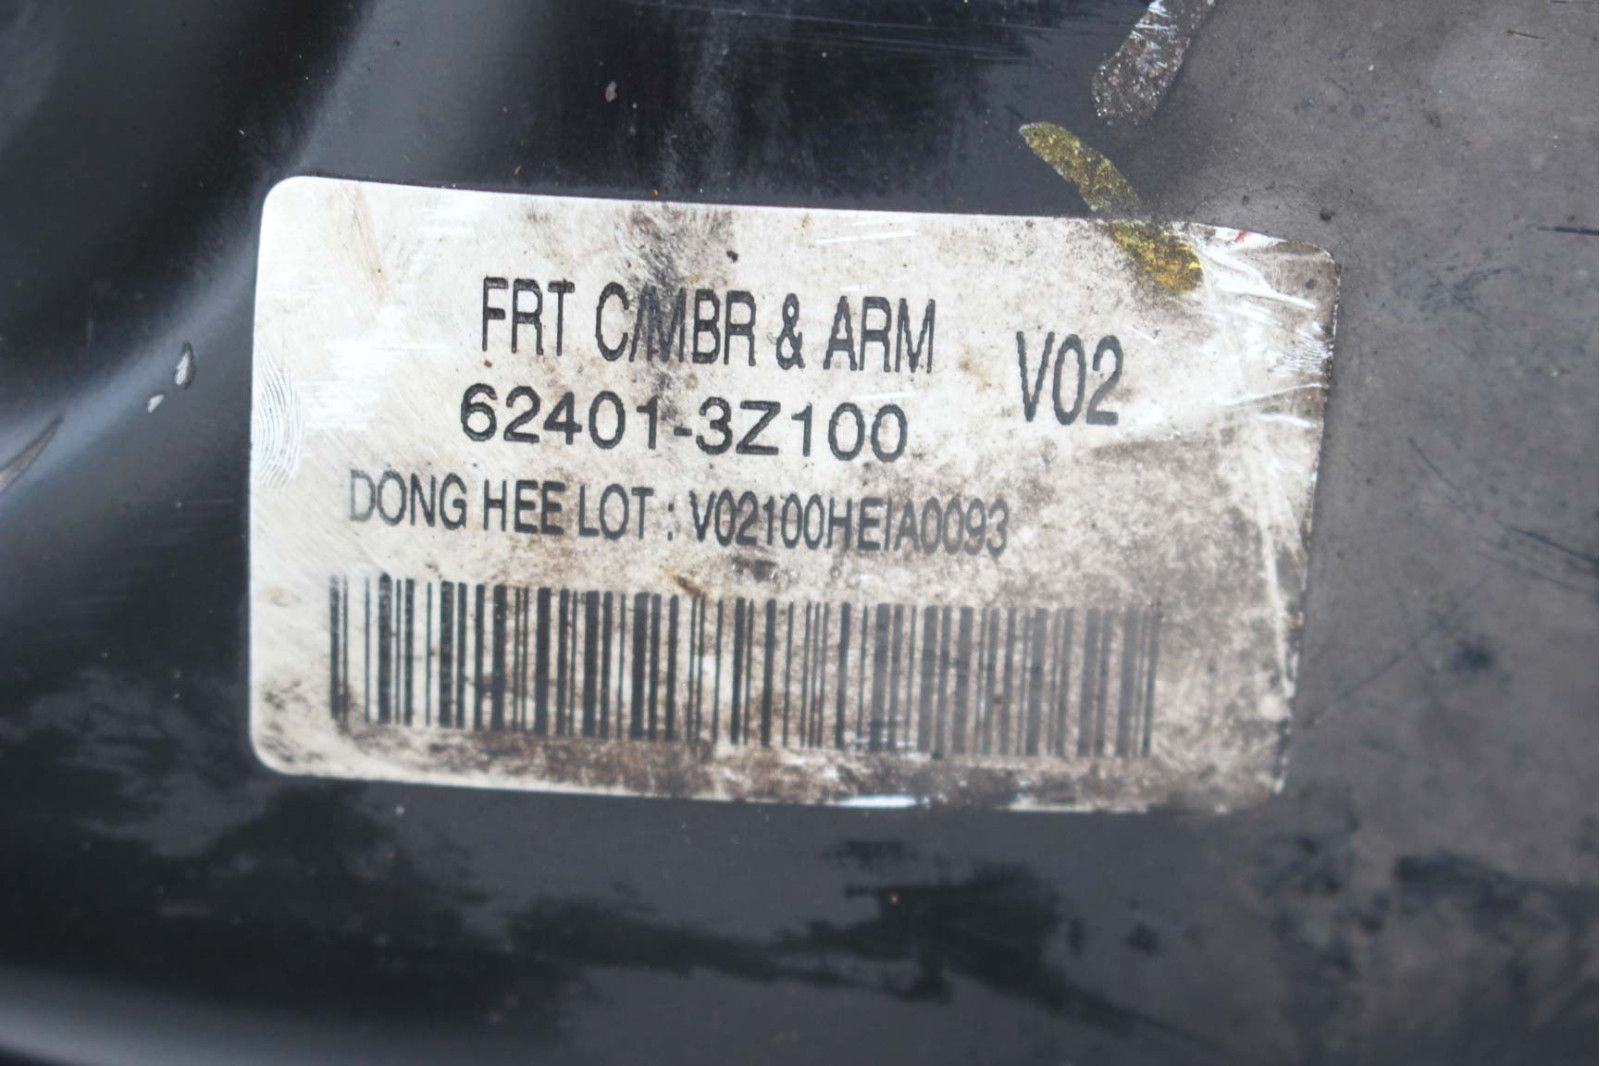 FRT C/MBR & ARM
V02
62401-3Z100
DONG HEE LOT : V02100HEIA0093